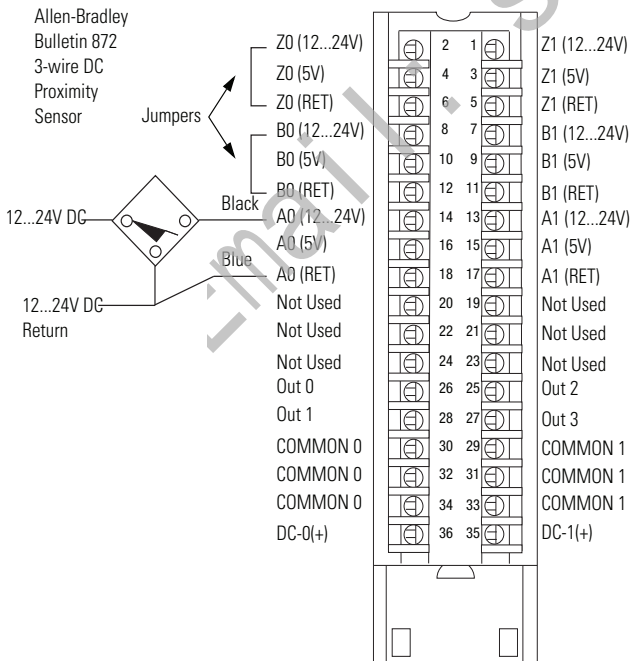 Allen-Bradley
Bulletin 872
3-wire DC
Proximity
Sensor
Jumpers
12...24V DC
12...24V DC
Return
Black
Blue
Z0 (12...24V) 2 1 Z1 (12...24V)
Z0 (5V) 4 3 Z1 (5V)
Z0 (RET) 6 5 Z1 (RET)
B0 (12...24V) 8 7 B1 (12...24V)
B0 (5V) 10 9 B1 (5V)
B0 (RET) 12 11 B1 (RET)
A0 (12...24V) 14 13 A1 (12...24V)
A0 (5V) 16 15 A1 (5V)
A0 (RET) 18 17 A1 (RET)
Not Used 20 19 Not Used
Not Used 22 21 Not Used
Not Used 24 23 Not Used
Out 0 26 25 Out 2
Out 1 28 27 Out 3
COMMON 0 30 29 COMMON 1
COMMON 0 32 31 COMMON 1
COMMON 0 34 33 COMMON 1
DC-0(+) 36 35 DC-1(+)
Email: